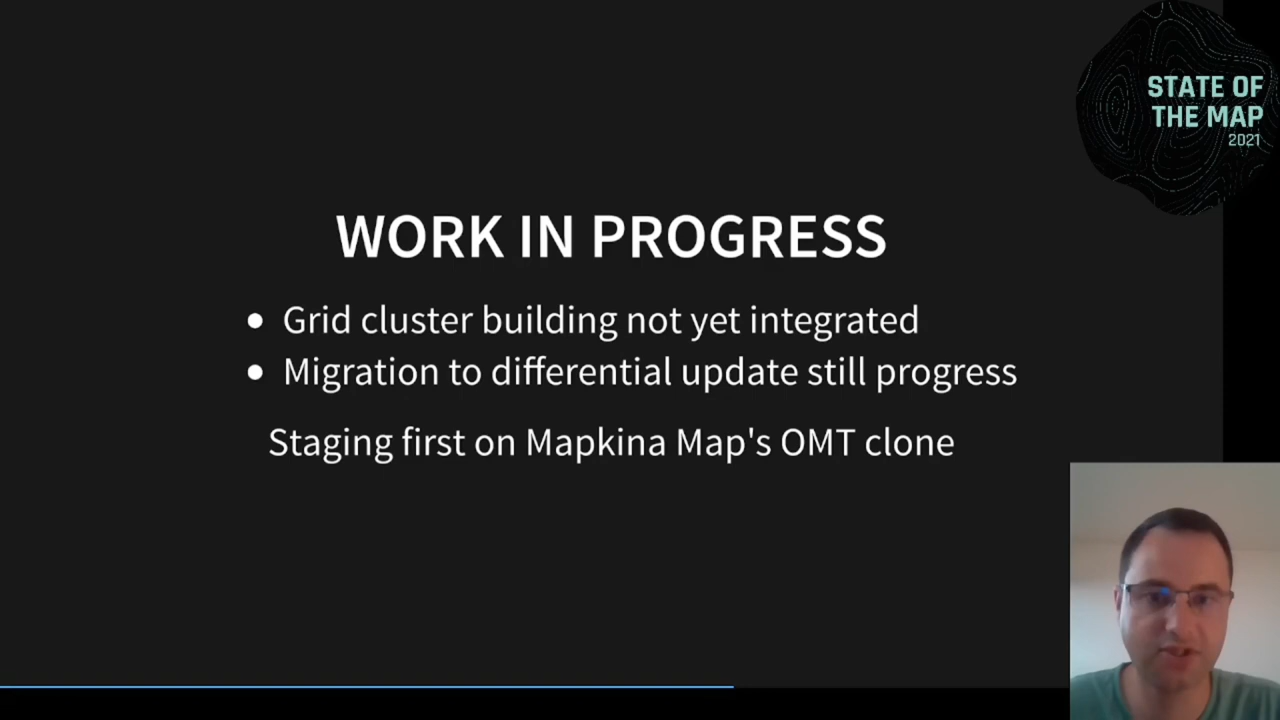 STATE OF
THE MAP
2021
WORK IN PROGRESS
Grid cluster building not yet integrated
Migration to differential update still progress
Staging first on Mapkina Map's OMT clone